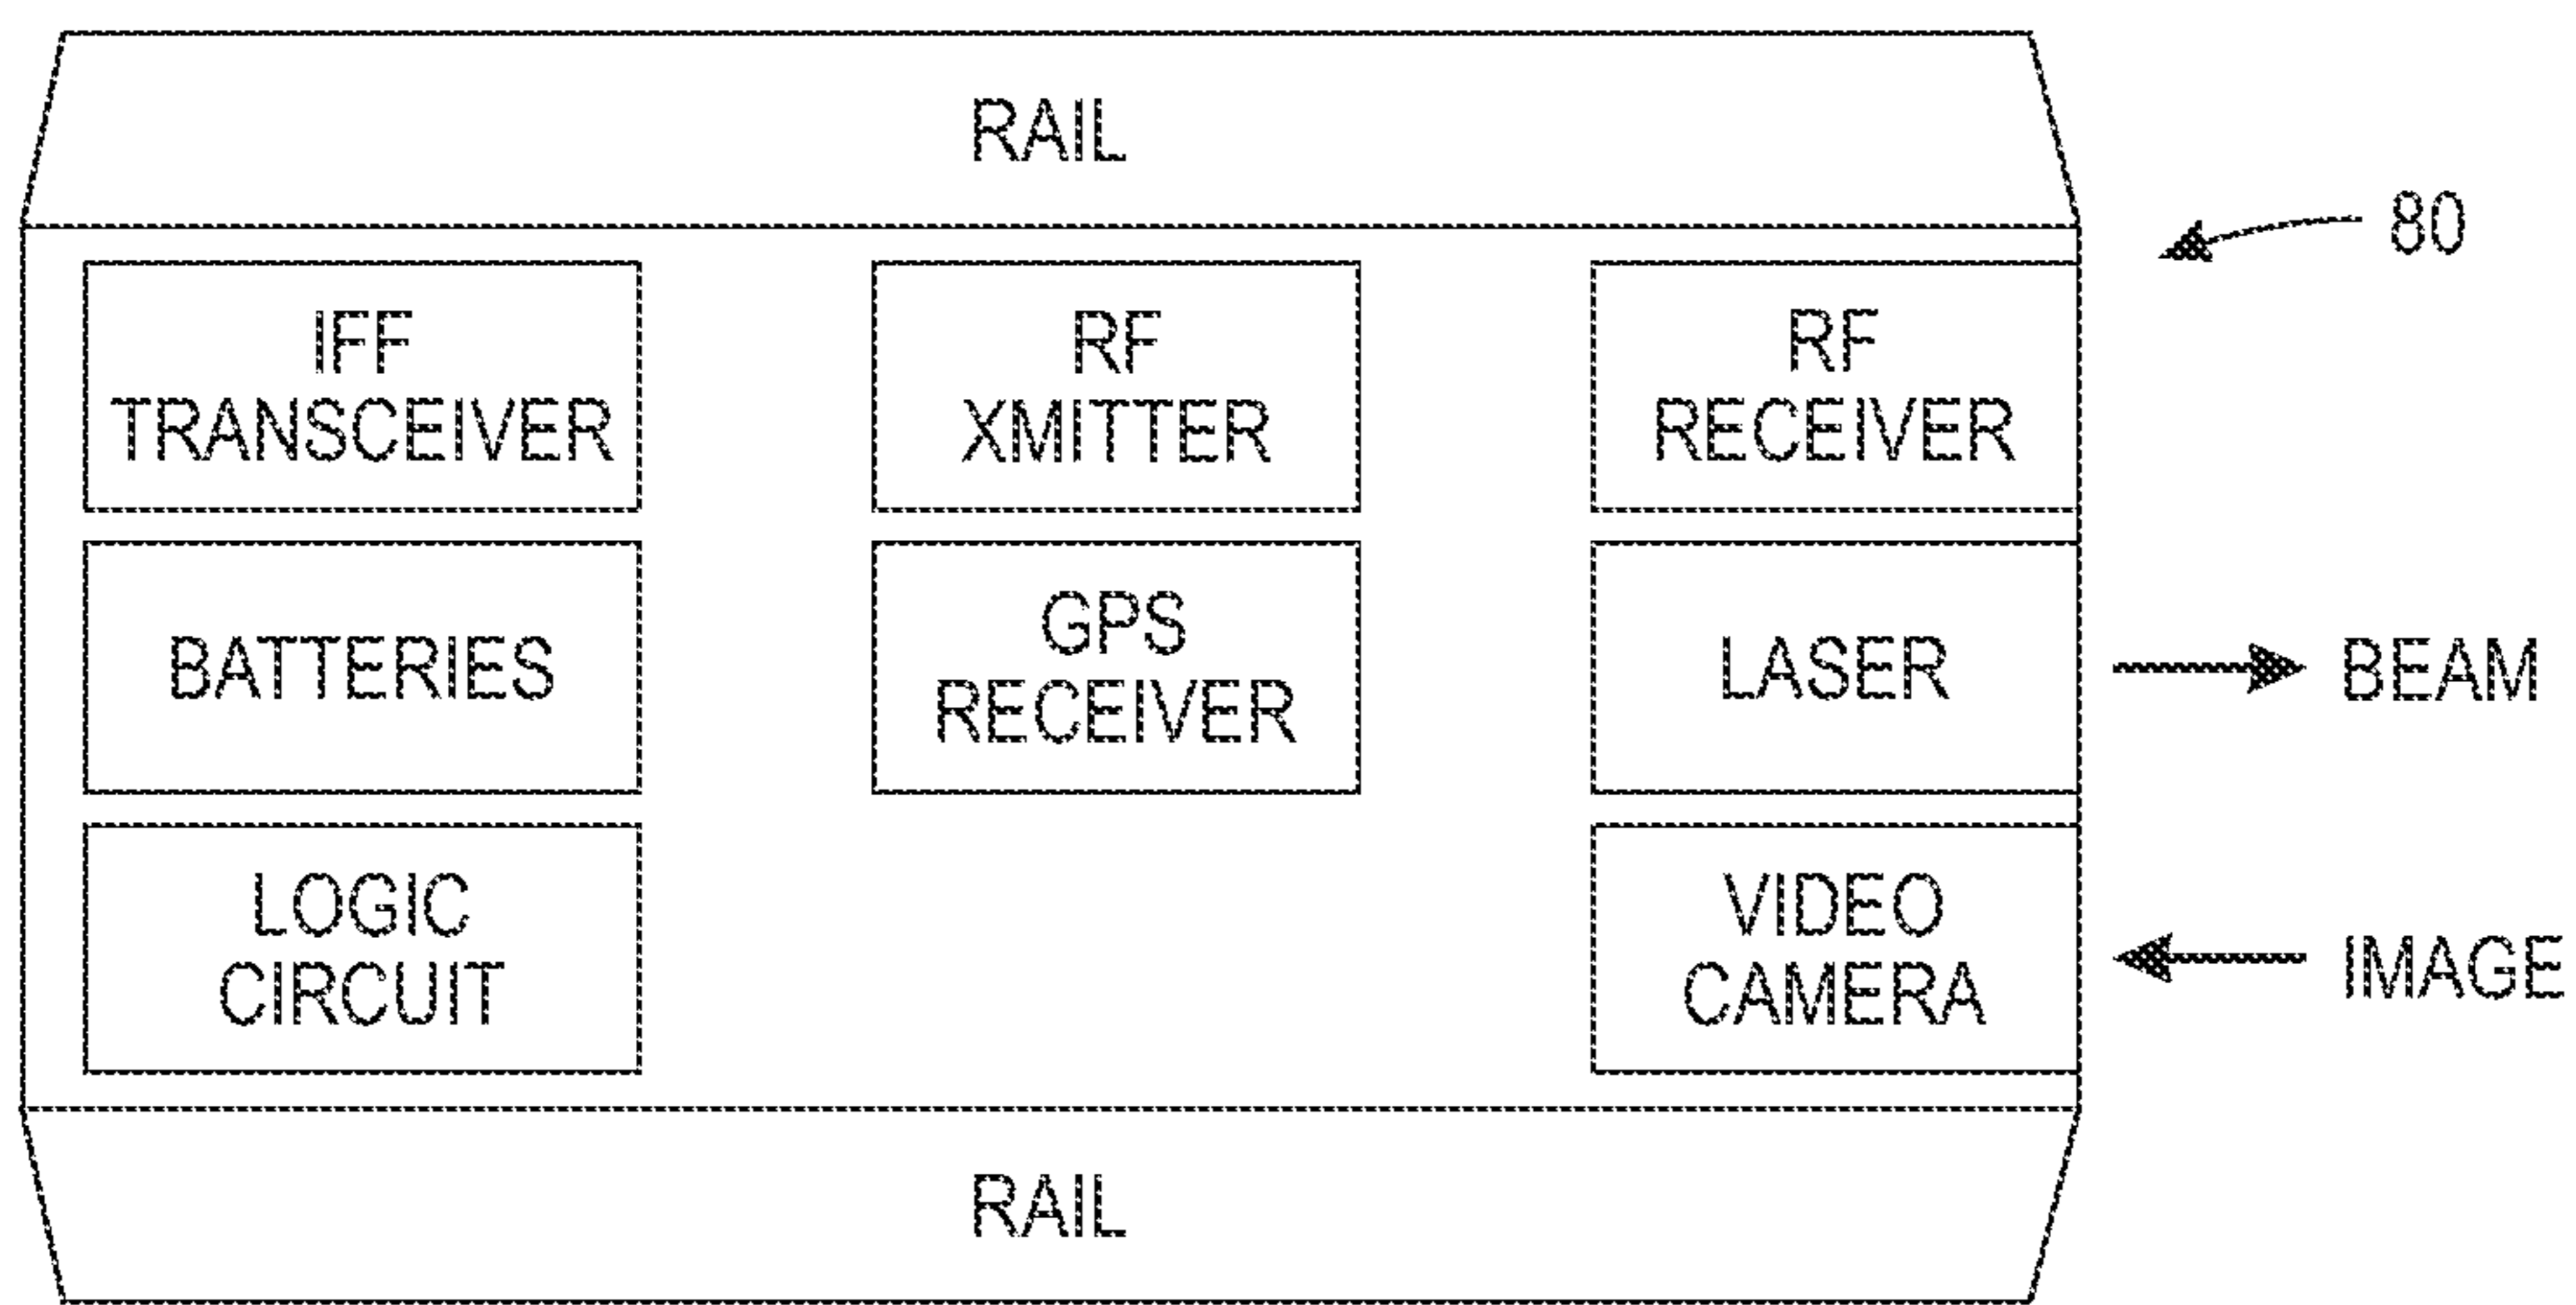 RAIL
80
IFF
TRANSCEIVER
RF
XMITTER
RF
RECEIVER
BATTERIES
GPS
RECEIVER
LASER
BEAM
LOGIC
CIRCUIT
VIDEO
CAMERA
IMAGE
RAIL